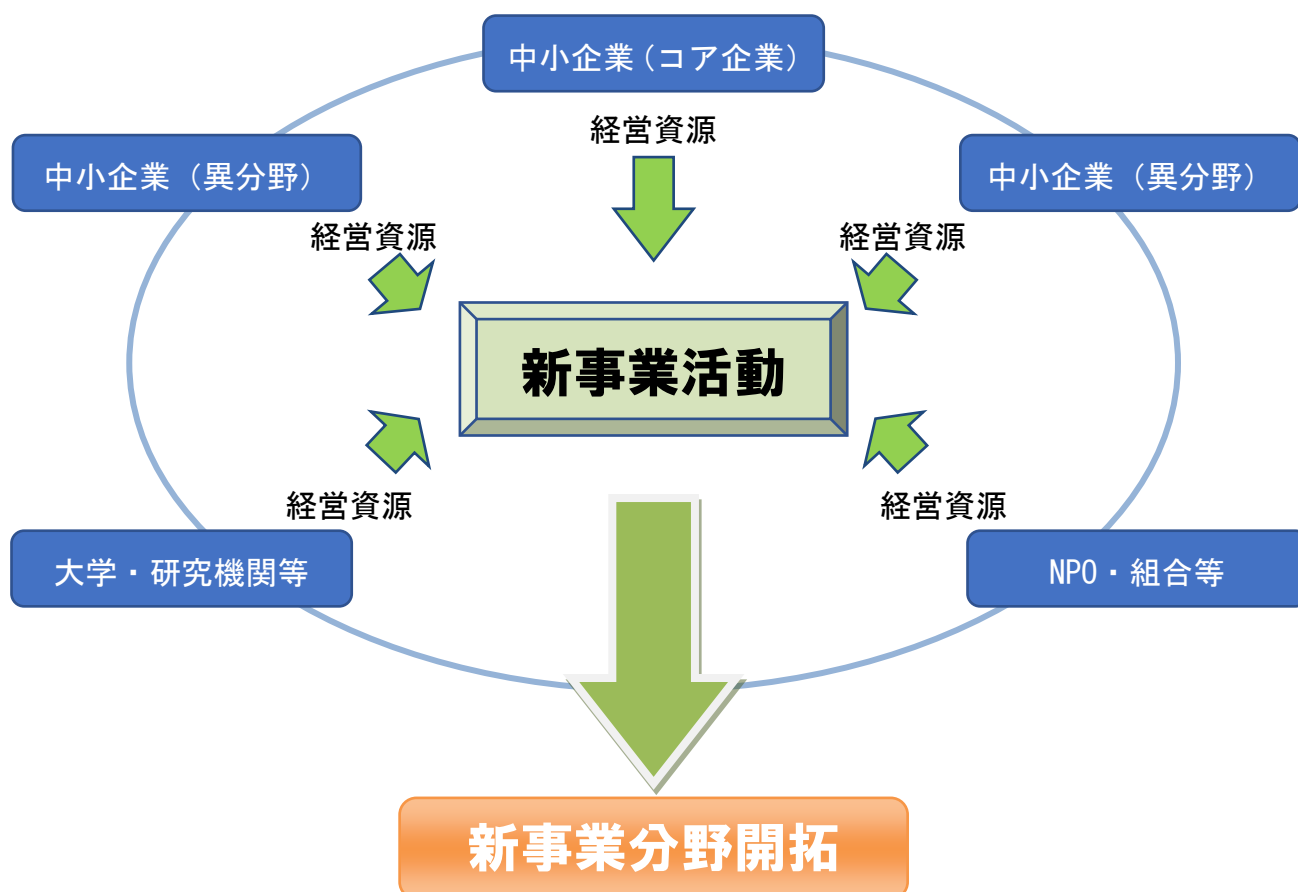 中小企業(コア企業)
経営資源
中小企業（異分野）
中小企業（異分野）
経営資源
経営資源
新事業活動
経営資源
経営資源
大学・研究機関等
NPO・組合等
新事業分野開拓